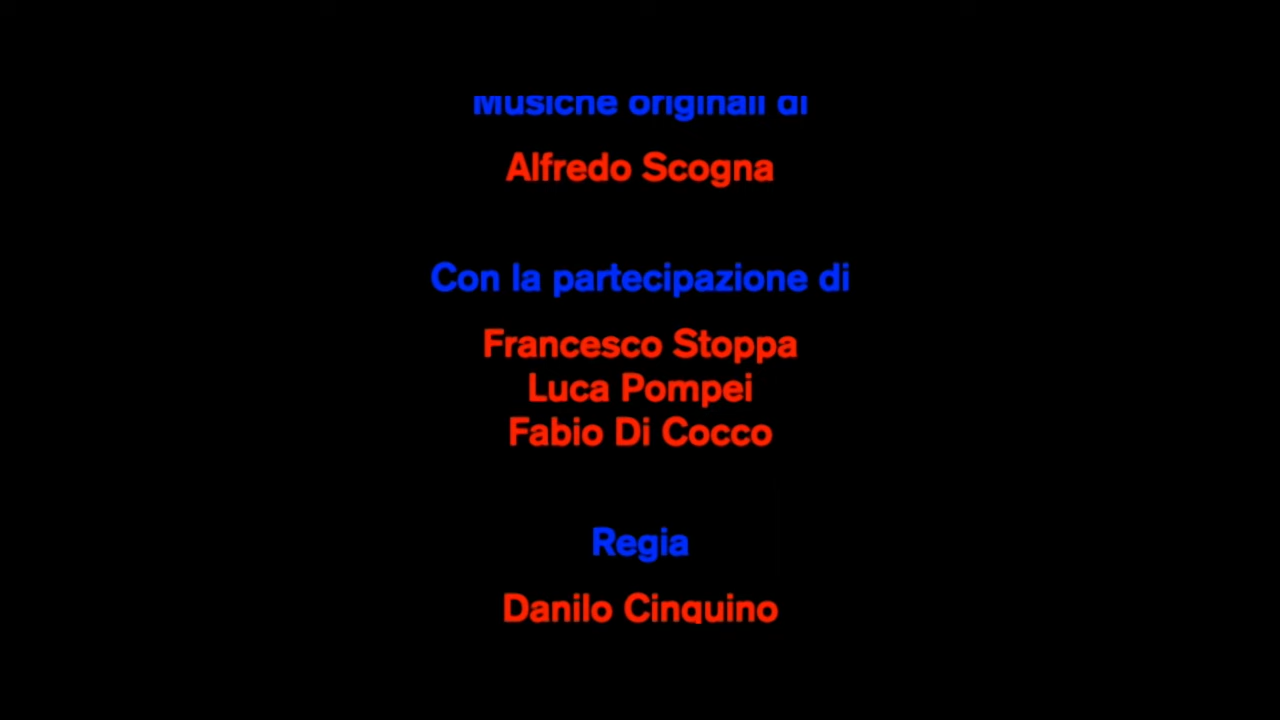 Musiche originali di
Alfredo Scogna
Con la partecipazione di
Francesco Stoppa
Luca Pompei
Fabio Di Cocco
Regia
Danilo Cinquino